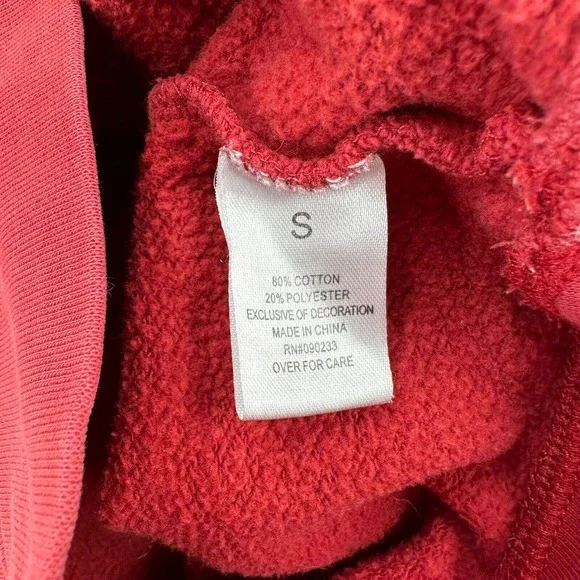 S
80% COTTON
20% POLYESTER
EXCLUSIVE OF DECORATION
MADE IN CHINA
RN#090233
OVER FOR CARE